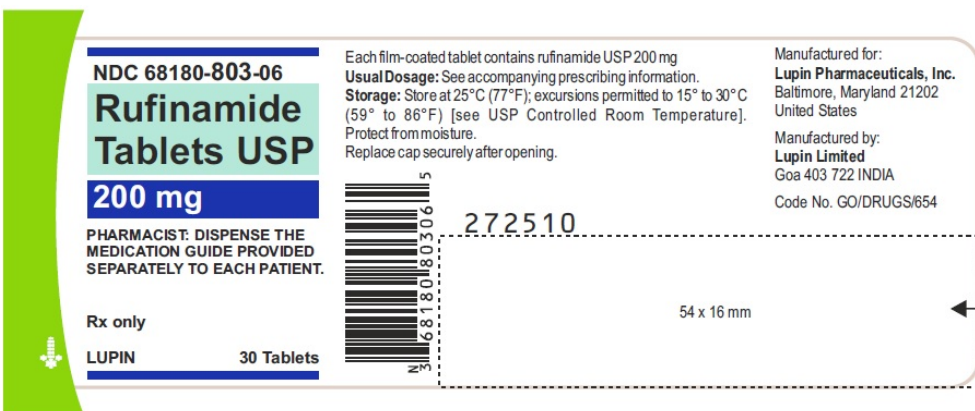 NDC 68180-803-06
Rufinamide
Tablets USP
200 mg
PHARMACIST: DISPENSE THE
MEDICATION GUIDE PROVIDED
SEPARATELY TO EACH PATIENT.
Rx only
LUPIN 30 Tablets
Each film-coated tablet contains rufinamide USP 200 mg
Usual Dosage: See accompanying prescribing information.
Storage: Store at 25°C (77°F); excursions permitted to 15° to 30°C
(59° to 86°F) [see USP Controlled Room Temperature].
Protect from moisture.
Replace cap securely after opening.
N 3 68180 80306 5
272510
54 x 16 mm
Manufactured for:
Lupin Pharmaceuticals, Inc.
Baltimore, Maryland 21202
United States
Manufactured by:
Lupin Limited
Goa 403 722 INDIA
Code No. GO/DRUGS/654